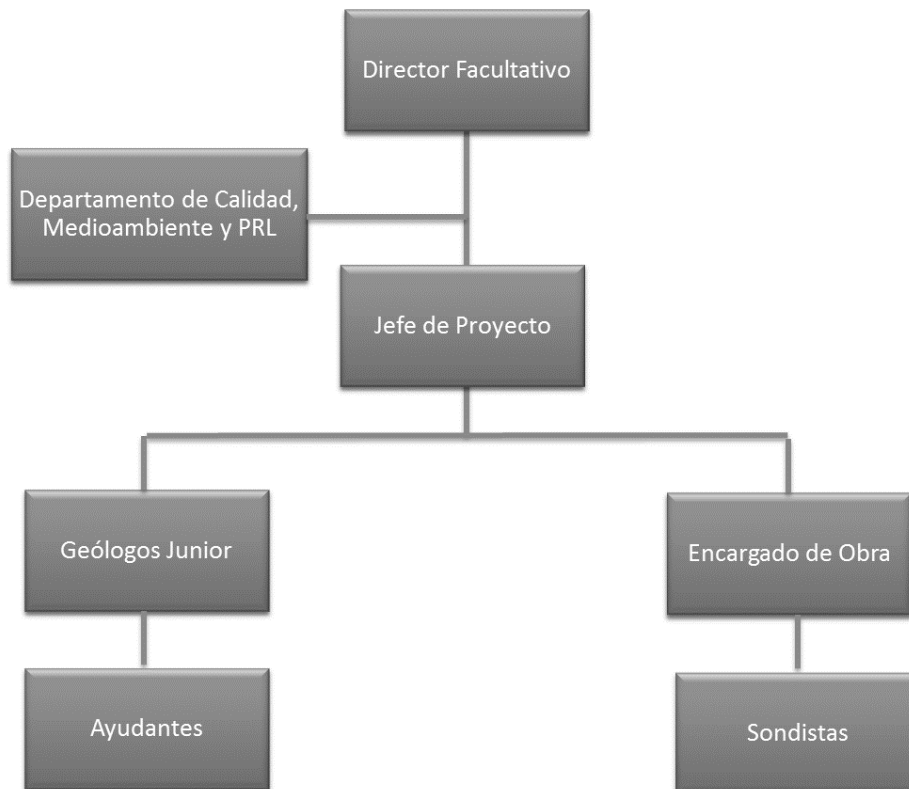 Director Facultativo
Departamento de Calidad,
Medioambiente y PRL
Jefe de Proyecto
Geólogos Junior
Encargado de Obra
Ayudantes
Sondistas